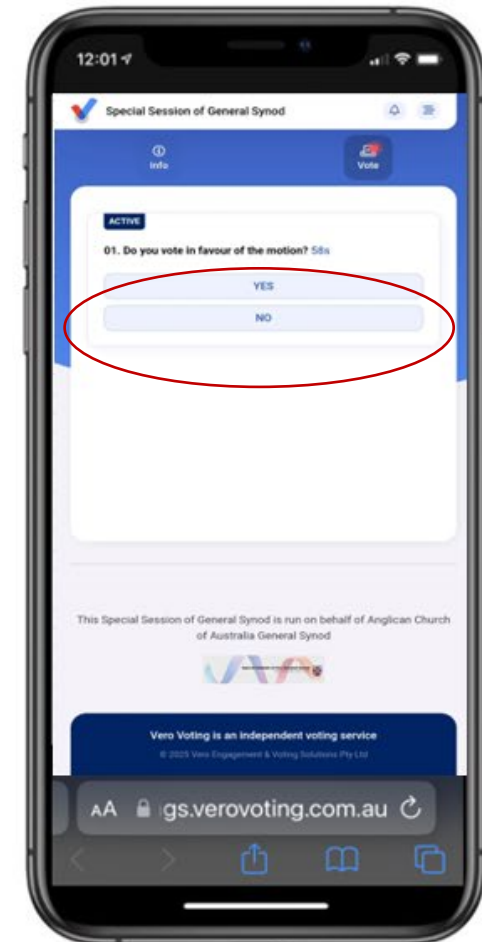 12:01
Special Session of General Synod
Info
Vote
ACTIVE
01. Do you vote in favour of the motion? 58s
YES
NO
This Special Session of General Synod is run on behalf of Anglican Church
of Australia General Synod
Vero Voting is an independent voting service
© 2025 Vero Engagement & Voting Solutions Pty Ltd
AA gs.verovoting.com.au